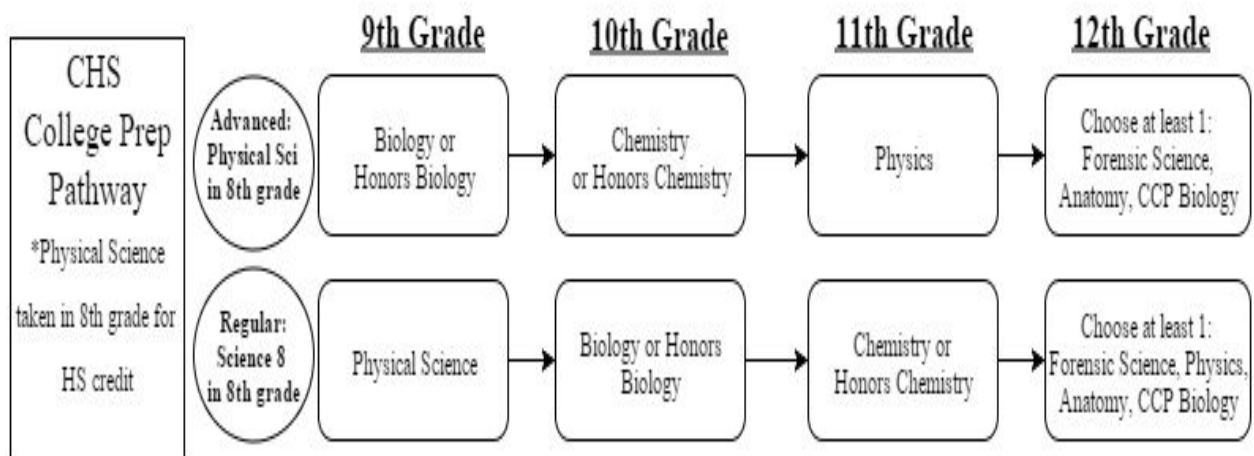 9th Grade
10th Grade
11th Grade
12th Grade
CHS
College Prep
Pathway
*Physical Science
taken in 8th grade for
HS credit
Advanced:
Physical Sci
in 8th grade
Biology or
Honors Biology
Chemistry
or Honors Chemistry
Physics
Choose at least 1:
Forensic Science,
Anatomy, CCP Biology
Regular:
Science 8
in 8th grade
Physical Science
Biology or Honors
Biology
Chemistry or
Honors Chemistry
Choose at least 1:
Forensic Science, Physics,
Anatomy, CCP Biology